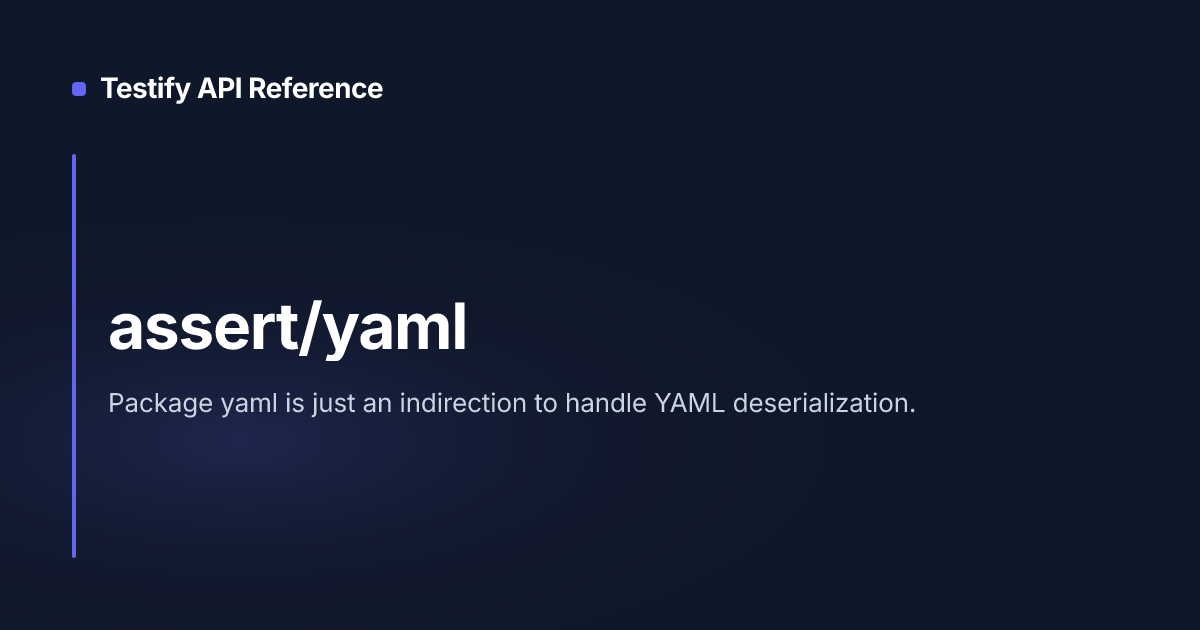 Testify API Reference
assert/yaml
Package yaml is just an indirection to handle YAML deserialization.